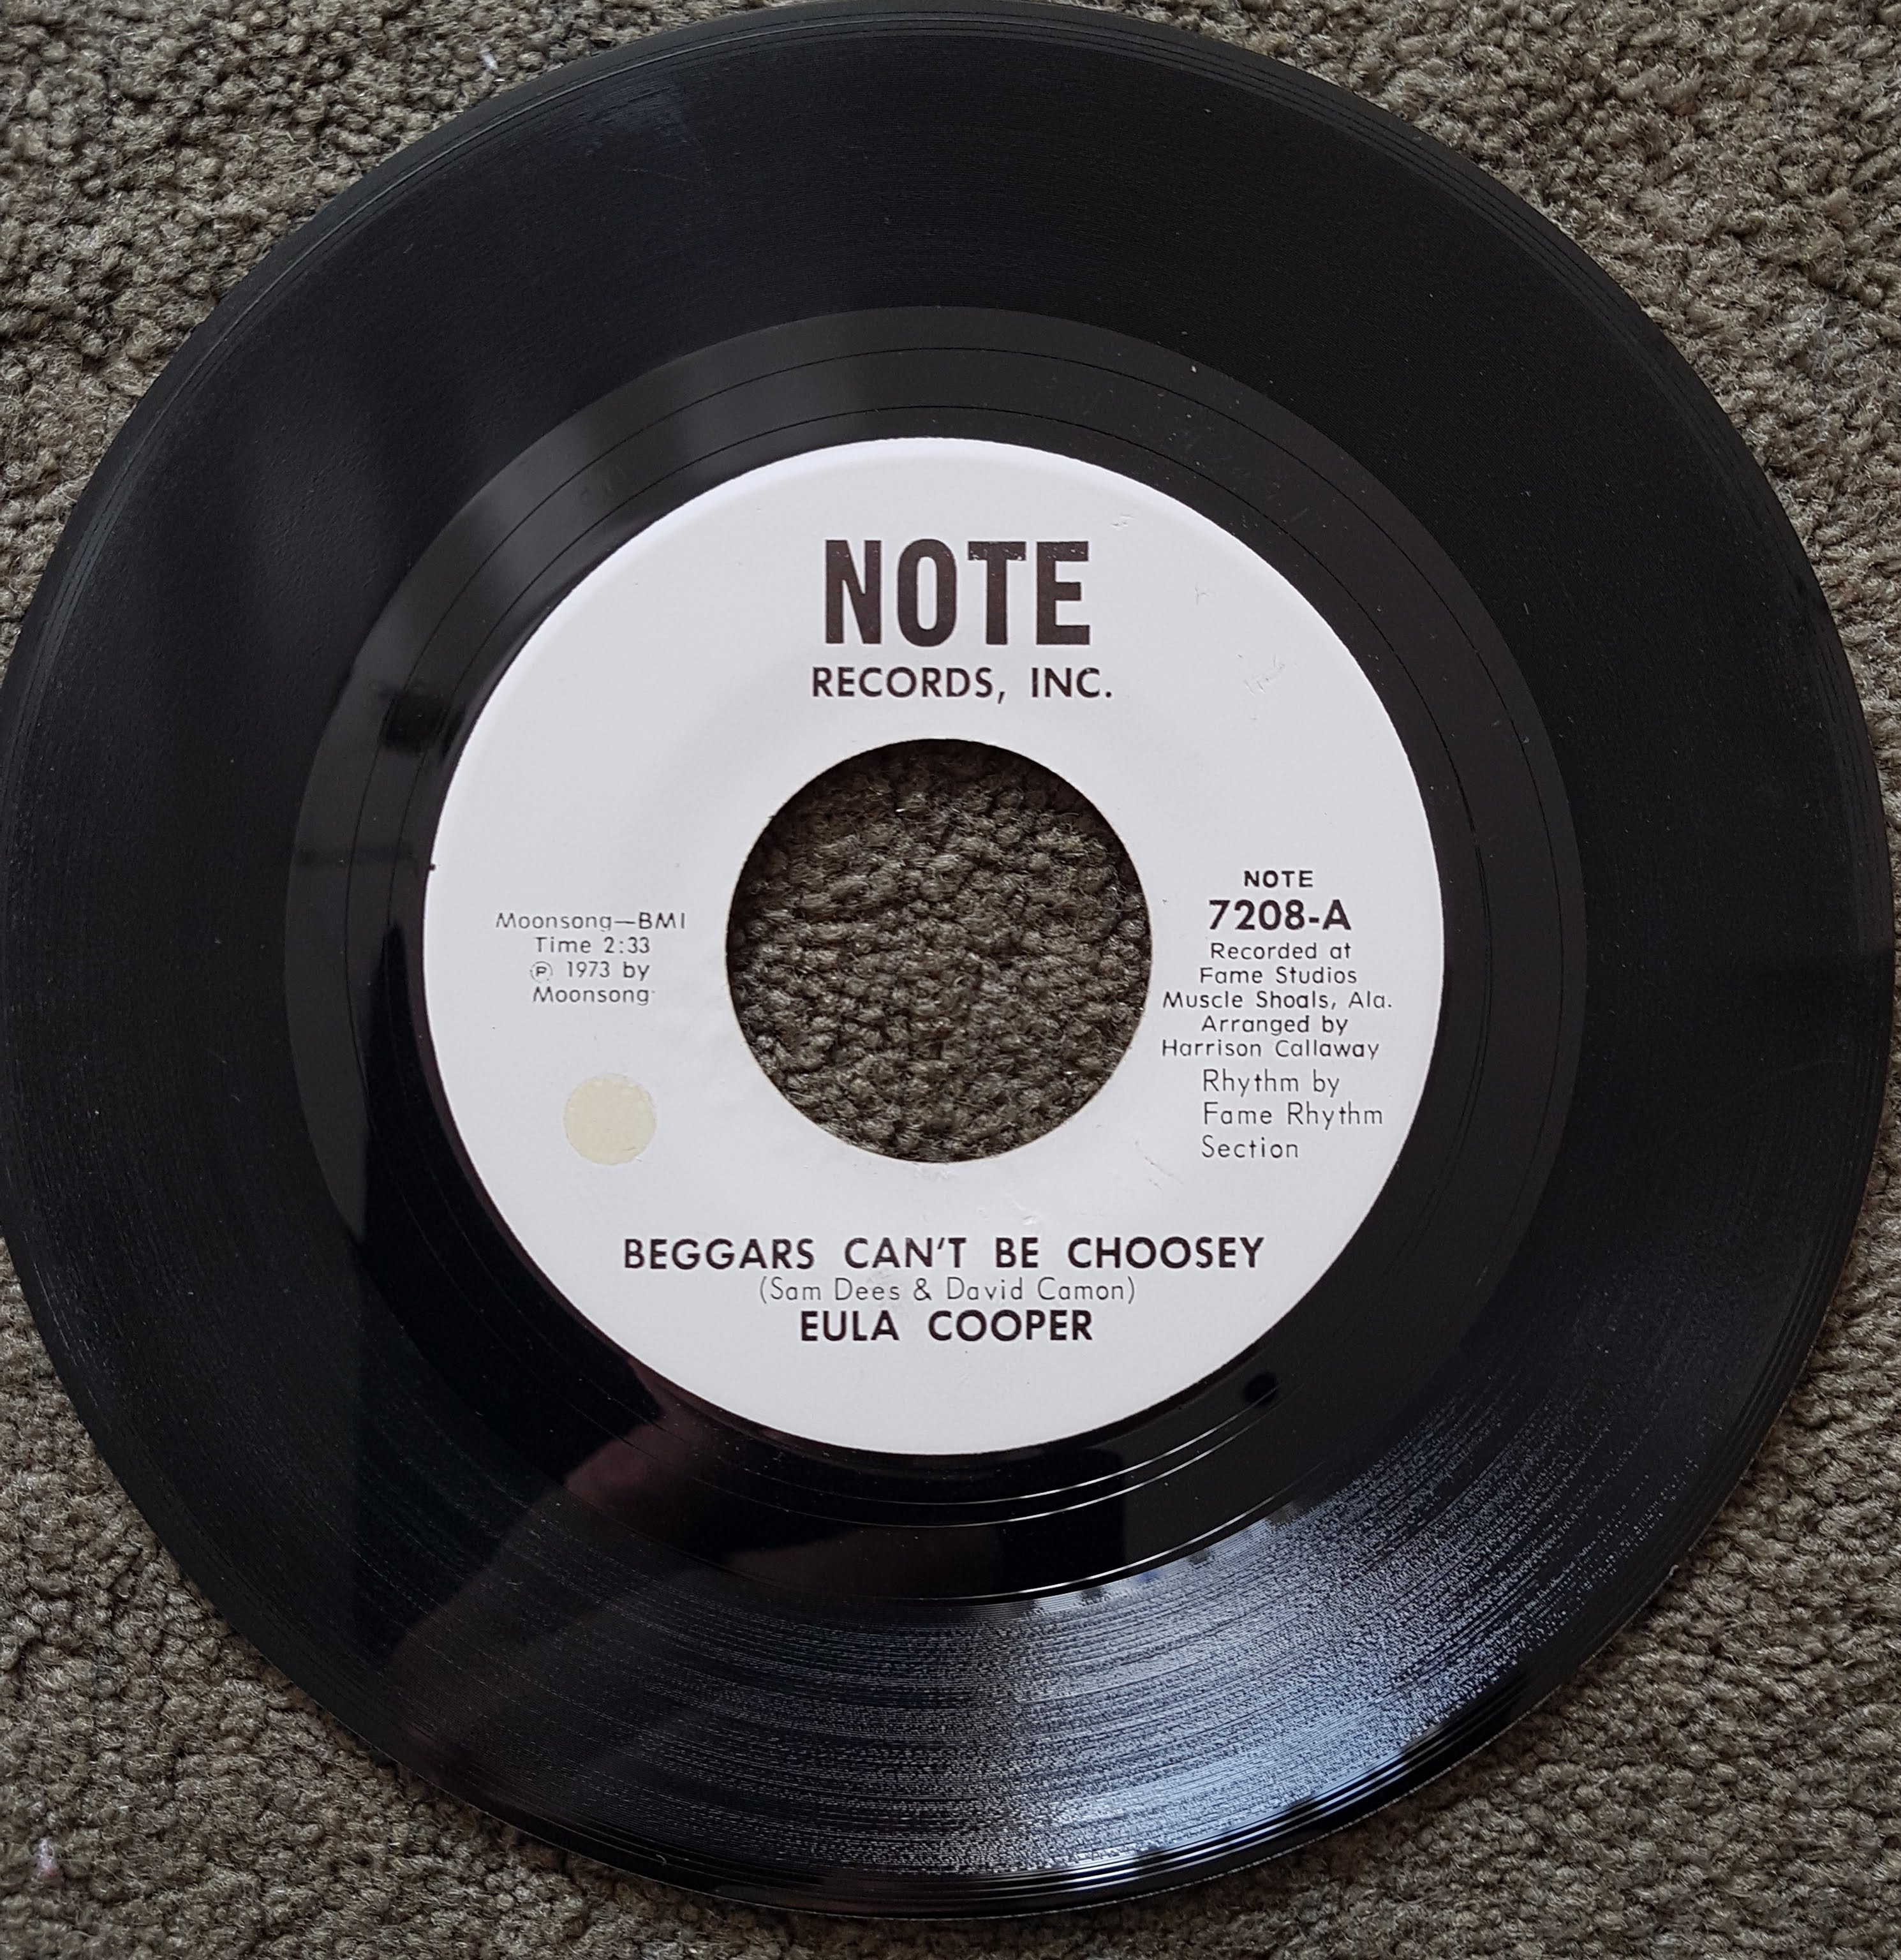 NOTE
RECORDS, INC.
Moonsong—BMI
Time 2:33
℗ 1973 by
Moonsong
NOTE
7208-A
Recorded at
Fame Studios
Muscle Shoals, Ala.
Arranged by
Harrison Callaway
Rhythm by
Fame Rhythm
Section
BEGGARS CAN'T BE CHOOSEY
(Sam Dees & David Camon)
EULA COOPER